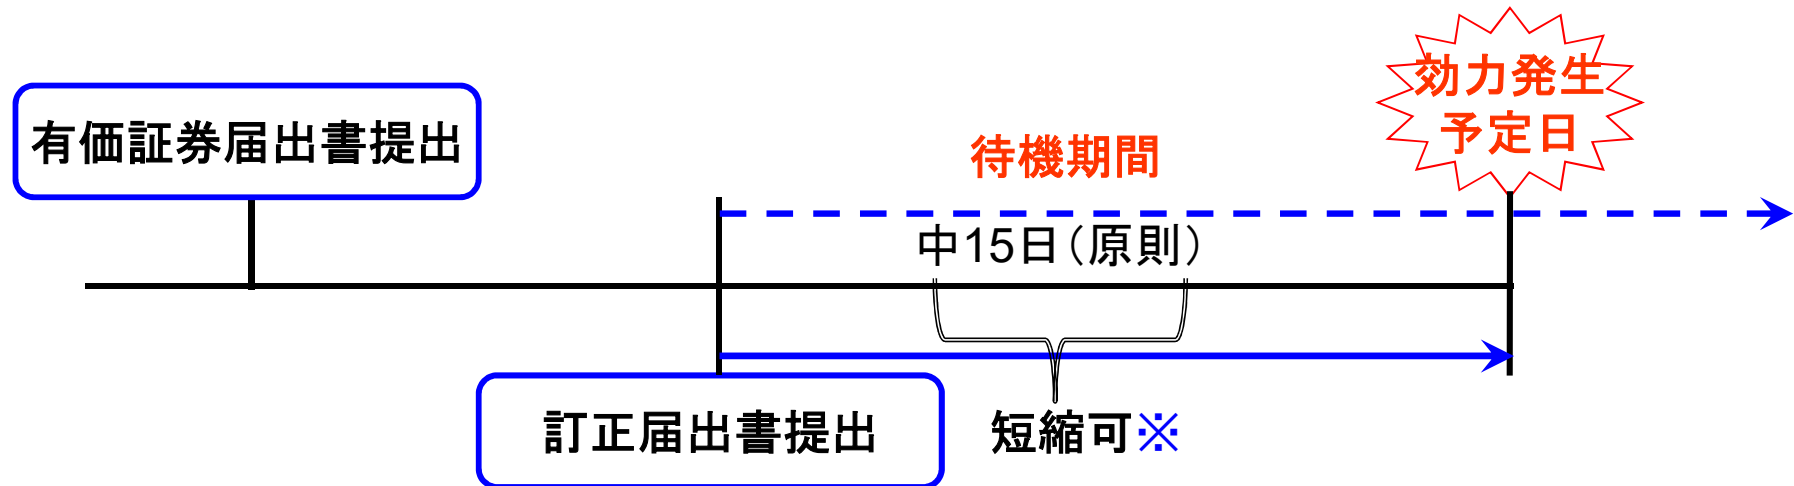 効力発生
予定日
有価証券届出書提出
待機期間
中15日（原則）
訂正届出書提出
短縮可※